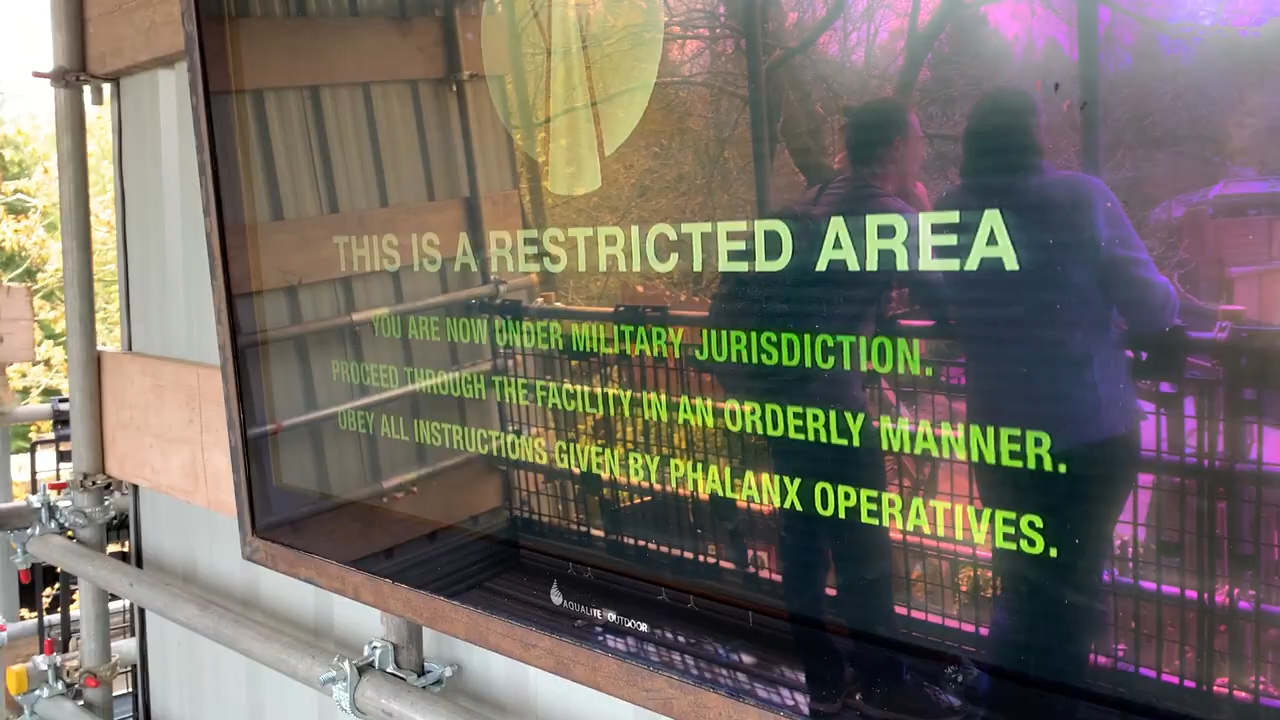 THIS IS A RESTRICTED AREA
YOU ARE NOW UNDER MILITARY JURISDICTION.
PROCEED THROUGH THE FACILITY IN AN ORDERLY MANNER.
OBEY ALL INSTRUCTIONS GIVEN BY PHALANX OPERATIVES.
AQUALITE OUTDOOR